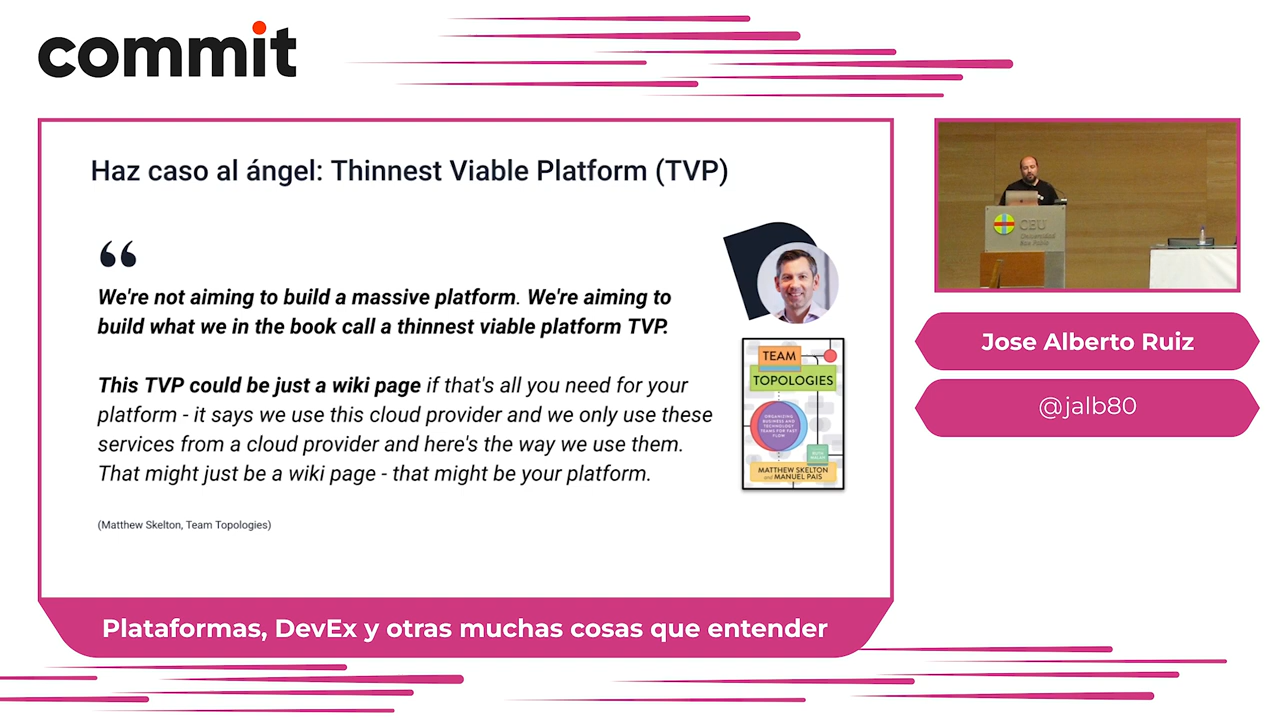 commit
Haz caso al ángel: Thinnest Viable Platform (TVP)
“
We're not aiming to build a massive platform. We're aiming to
build what we in the book call a thinnest viable platform TVP.
This TVP could be just a wiki page if that's all you need for your
platform - it says we use this cloud provider and we only use these
services from a cloud provider and here's the way we use them.
That might just be a wiki page - that might be your platform.
(Matthew Skelton, Team Topologies)
TEAM
TOPOLOGIES
ORGANIZING
BUSINESS AND
TECHNOLOGY
TEAMS FOR FAST
FLOW
MATTHEW SKELTON
and MANUEL PAIS
CEU
Universidad
San Pablo
Jose Alberto Ruiz
@jalb80
Plataformas, DevEx y otras muchas cosas que entender